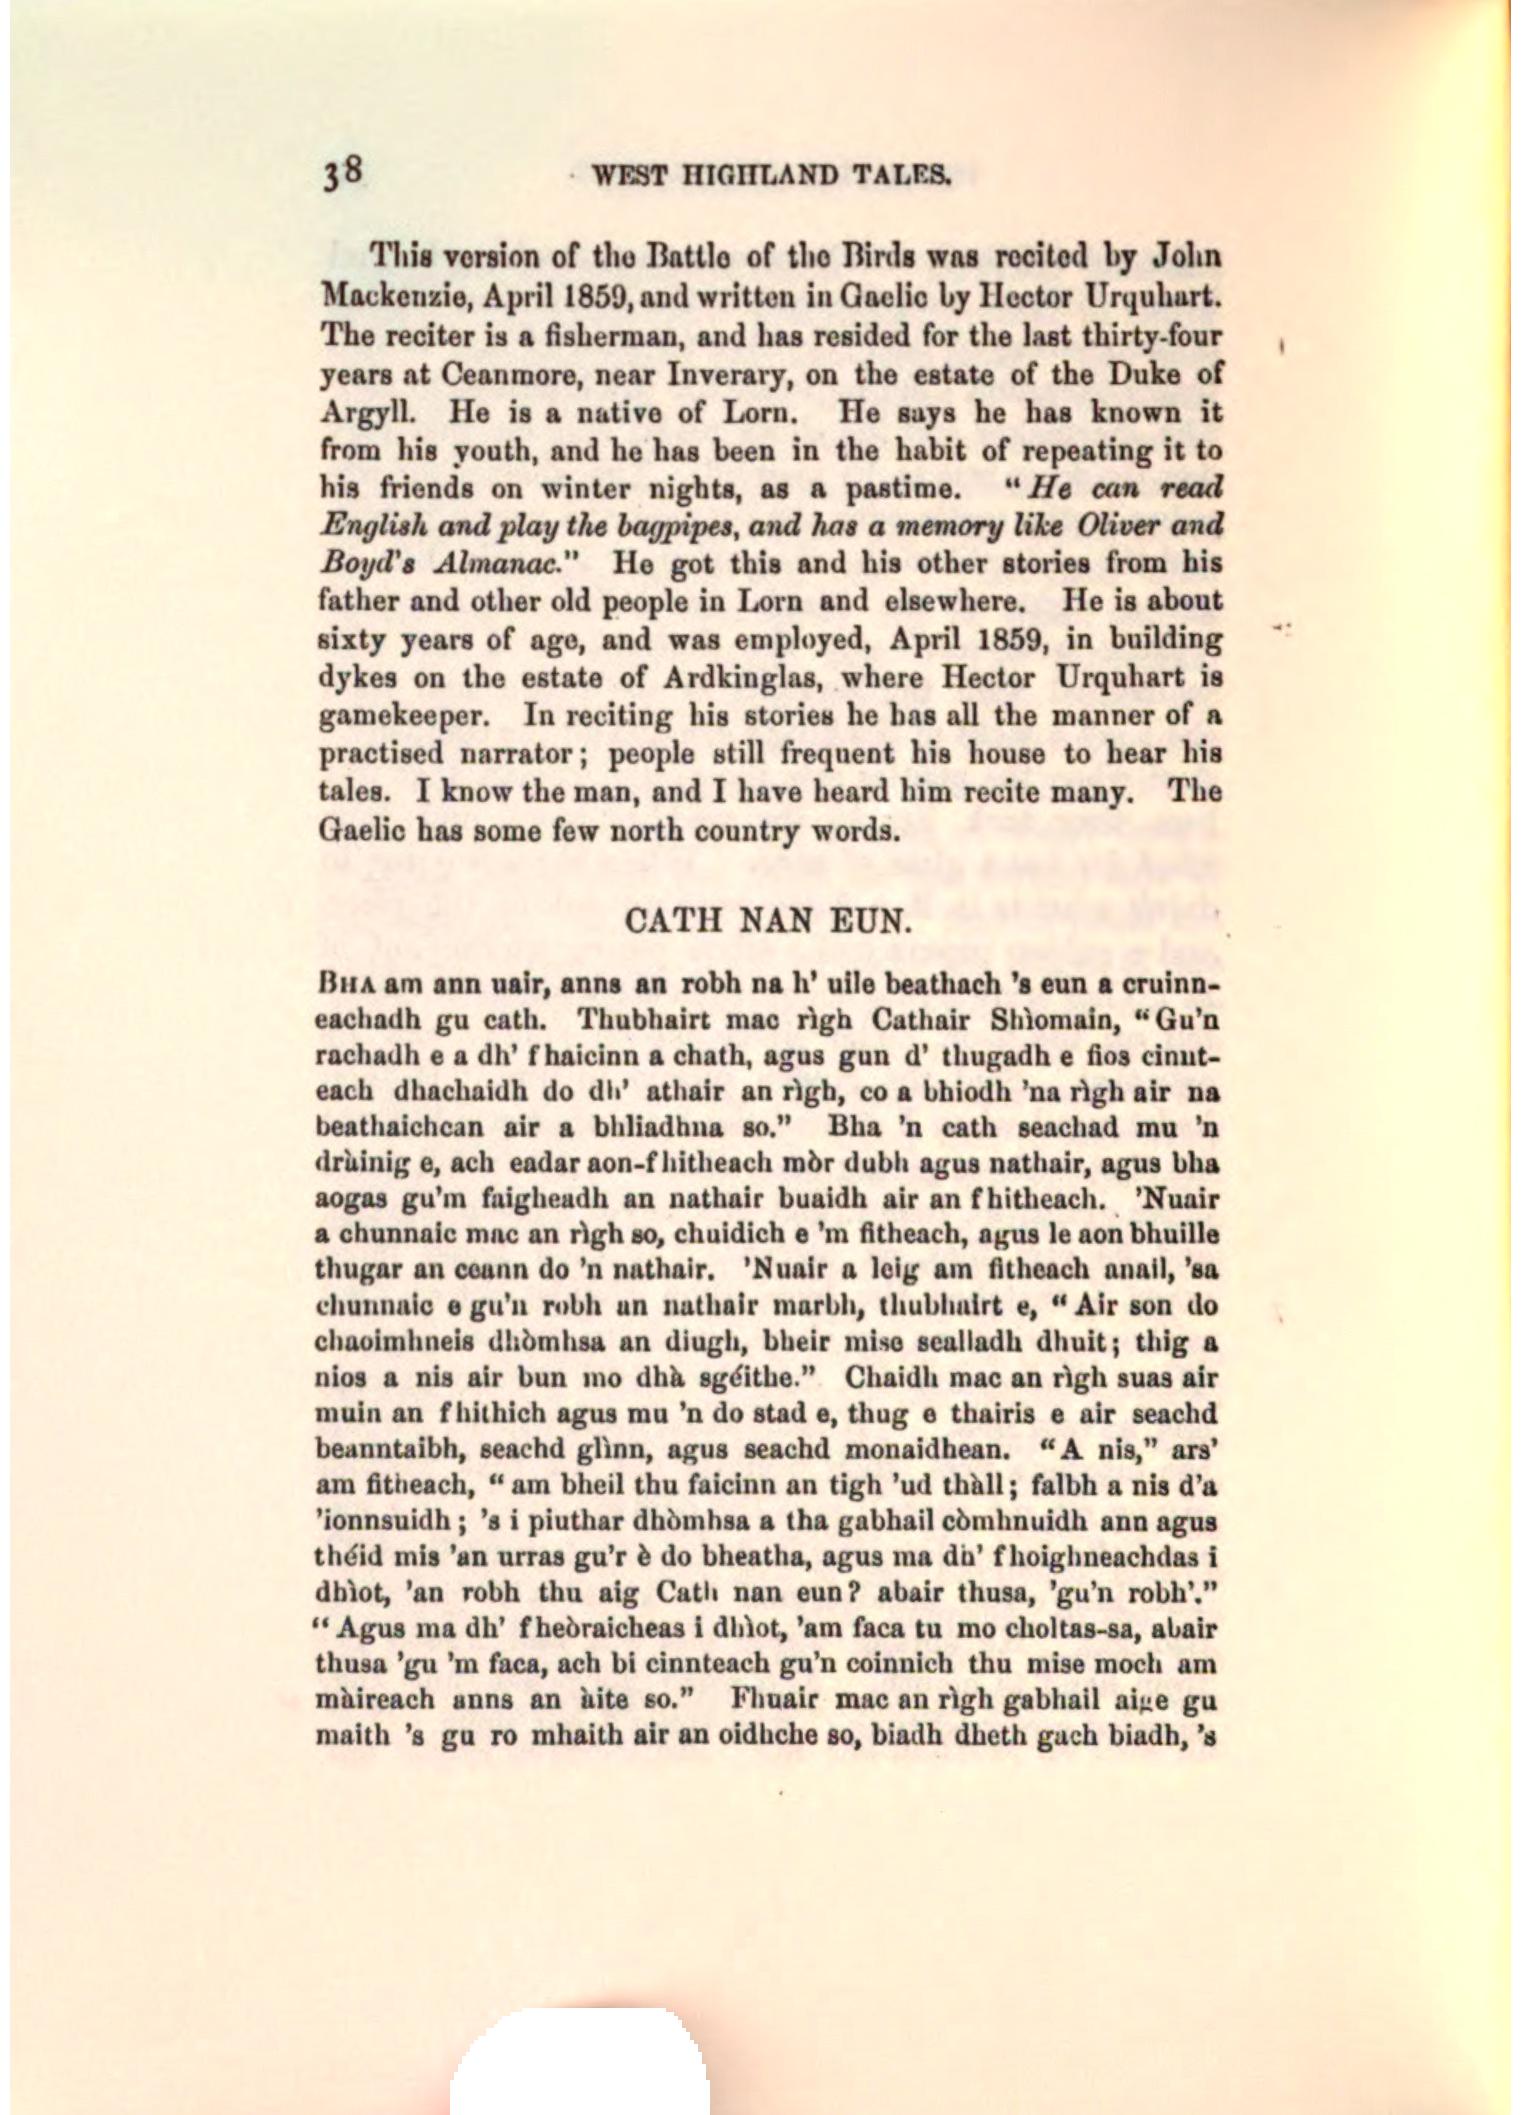 38 WEST HIGHLAND TALES.
This version of the Battle of the Birds was recited by John
Mackenzie, April 1859, and written in Gaelic by Hector Urquhart.
The reciter is a fisherman, and has resided for the last thirty-four
years at Ceanmore, near Inverary, on the estate of the Duke of
Argyll. He is a native of Lorn. He says he has known it
from his youth, and he has been in the habit of repeating it to
his friends on winter nights, as a pastime. "He can read
English and play the bagpipes, and has a memory like Oliver and
Boyd's Almanac." He got this and his other stories from his
father and other old people in Lorn and elsewhere. He is about
sixty years of age, and was employed, April 1859, in building
dykes on the estate of Ardkinglas, where Hector Urquhart is
gamekeeper. In reciting his stories he has all the manner of a
practised narrator; people still frequent his house to hear his
tales. I know the man, and I have heard him recite many. The
Gaelic has some few north country words.
CATH NAN EUN.
BHA am ann uair, anns an robh na h' uile beathach 's eun a cruinn-
eachadh gu cath. Thubhairt mac rìgh Cathair Shìomain, "Gu'n
rachadh e a dh' fhaicinn a chath, agus gun d' thugadh e fios cinnt-
each dhachaidh do dh' athair an rìgh, co a bhiodh 'na rìgh air na
beathaichean air a bhliadhna so." Bha 'n cath seachad mu 'n
dràinig e, ach eadar aon-fhitheach mòr dubh agus nathair, agus bha
aogas gu'm faigheadh an nathair buaidh air an fhitheach. 'Nuair
a chunnaic mac an rìgh so, chuidich e 'm fitheach, agus le aon bhuille
thugar an ceann do 'n nathair. 'Nuair a leig am fitheach anail, 'sa
chunnaic e gu'n robh an nathair marbh, thubhairt e, "Air son do
chaoimhneis dhòmhsa an diugh, bheir mise sealladh dhuit; thig a
nios a nis air bun mo dhà sgéithe." Chaidh mac an rìgh suas air
muin an fhithich agus mu 'n do stad e, thug e thairis e air seachd
beanntaibh, seachd glìnn, agus seachd monaidhean. "A nis," ars'
am fitheach, "am bheil thu faicinn an tigh 'ud thàll; falbh a nis d'a
'ionnsuidh; 's i piuthar dhòmhsa a tha gabhail còmhnuidh ann agus
théid mis 'an urras gu'r è do bheatha, agus ma dh' fhoighneachdas i
dhìot, 'an robh thu aig Cath nan eun? abair thusa, 'gu'n robh'."
"Agus ma dh' fheòraicheas i dhìot, 'am faca tu mo choltas-sa, abair
thusa 'gu 'm faca, ach bi cinnteach gu'n coinnich thu mise moch am
màireach anns an àite so." Fhuair mac an rìgh gabhail aige gu
maith 's gu ro mhaith air an oidhche so, biadh dheth gach biadh, 's